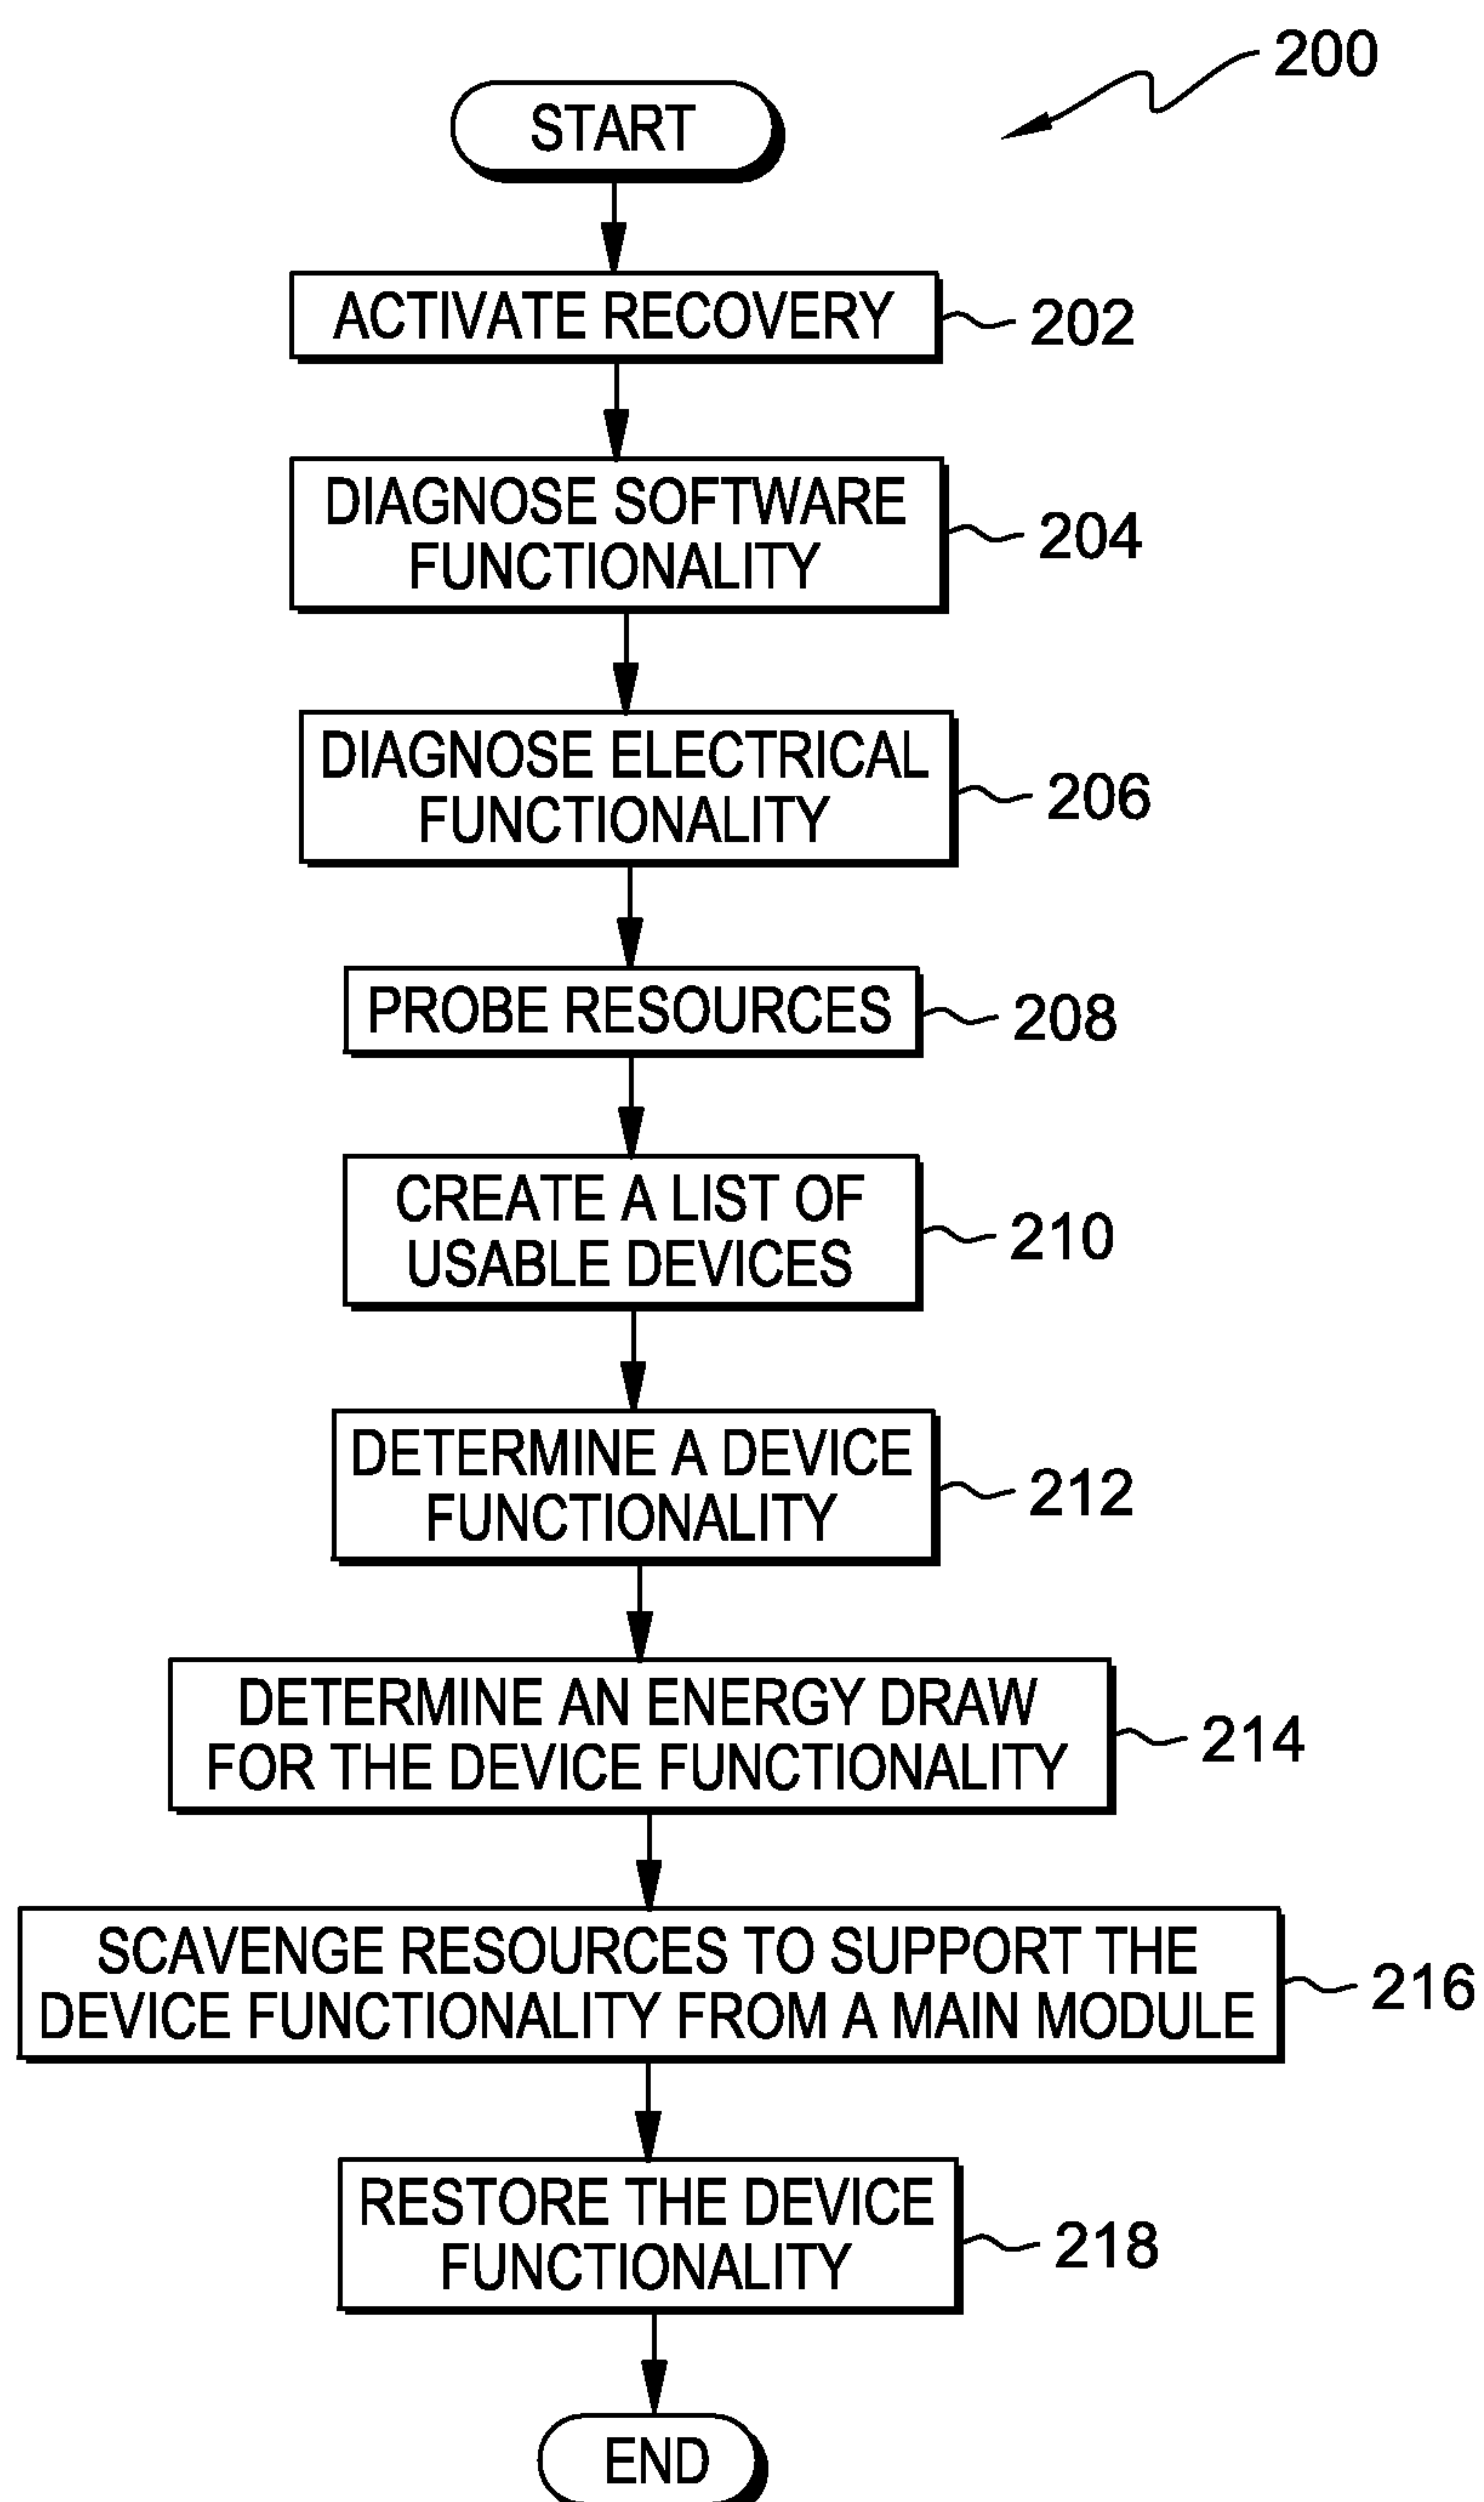 200
START
ACTIVATE RECOVERY
202
DIAGNOSE SOFTWARE
FUNCTIONALITY
204
DIAGNOSE ELECTRICAL
FUNCTIONALITY
206
PROBE RESOURCES
208
CREATE A LIST OF
USABLE DEVICES
210
DETERMINE A DEVICE
FUNCTIONALITY
212
DETERMINE AN ENERGY DRAW
FOR THE DEVICE FUNCTIONALITY
214
SCAVENGE RESOURCES TO SUPPORT THE
DEVICE FUNCTIONALITY FROM A MAIN MODULE
216
RESTORE THE DEVICE
FUNCTIONALITY
218
END